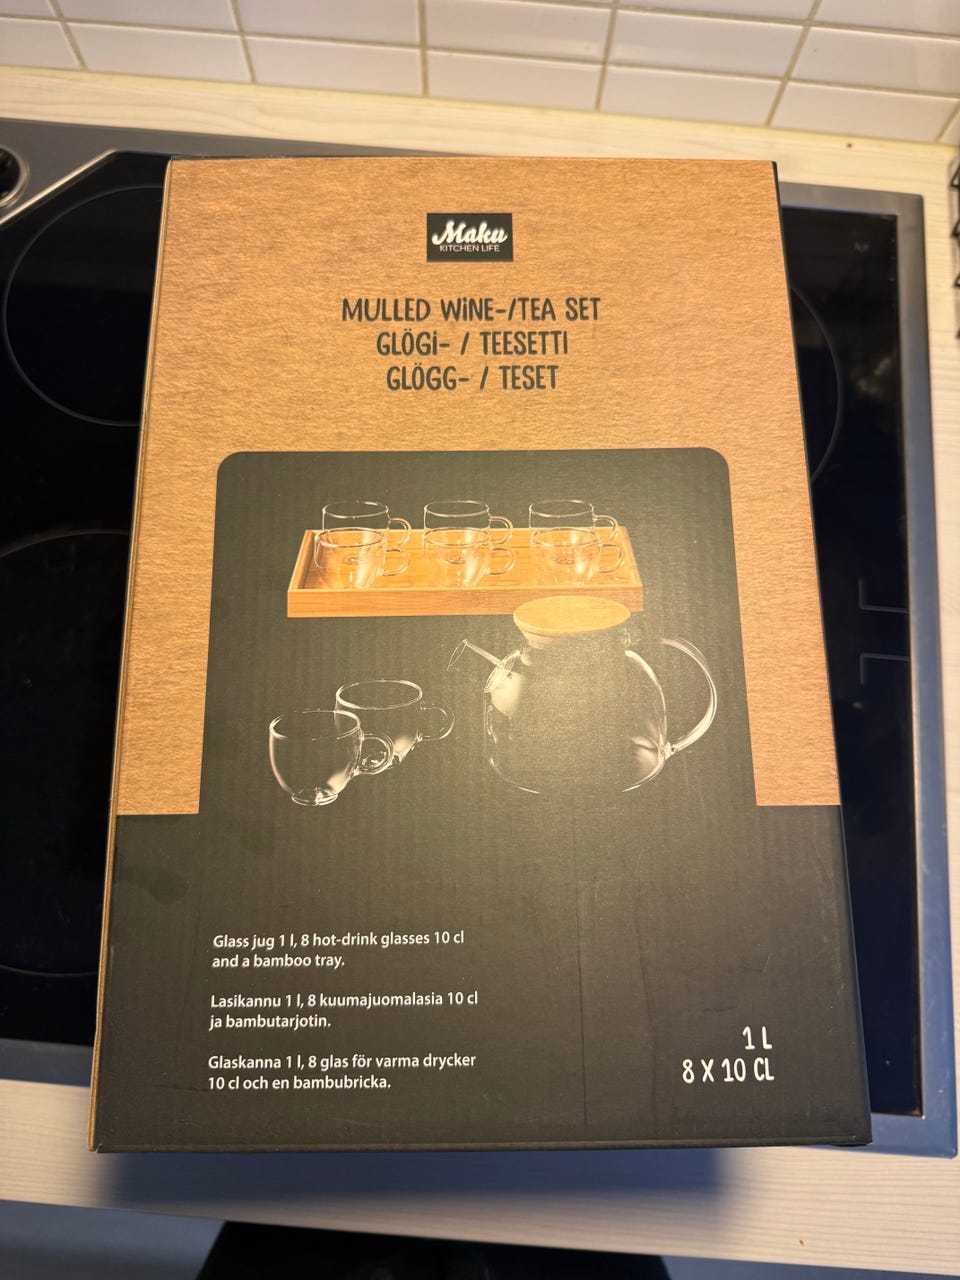 Maku
KITCHEN LIFE
MULLED WiNE-/TEA SET
GLÖGi- / TEESETTI
GLÖGG- / TESET
Glass jug 1 l, 8 hot-drink glasses 10 cl
and a bamboo tray.
Lasikannu 1 l, 8 kuumajuomalasia 10 cl
ja bambutarjotin.
Glaskanna 1 l, 8 glas för varma drycker
10 cl och en bambubricka.
1 L
8 X 10 CL